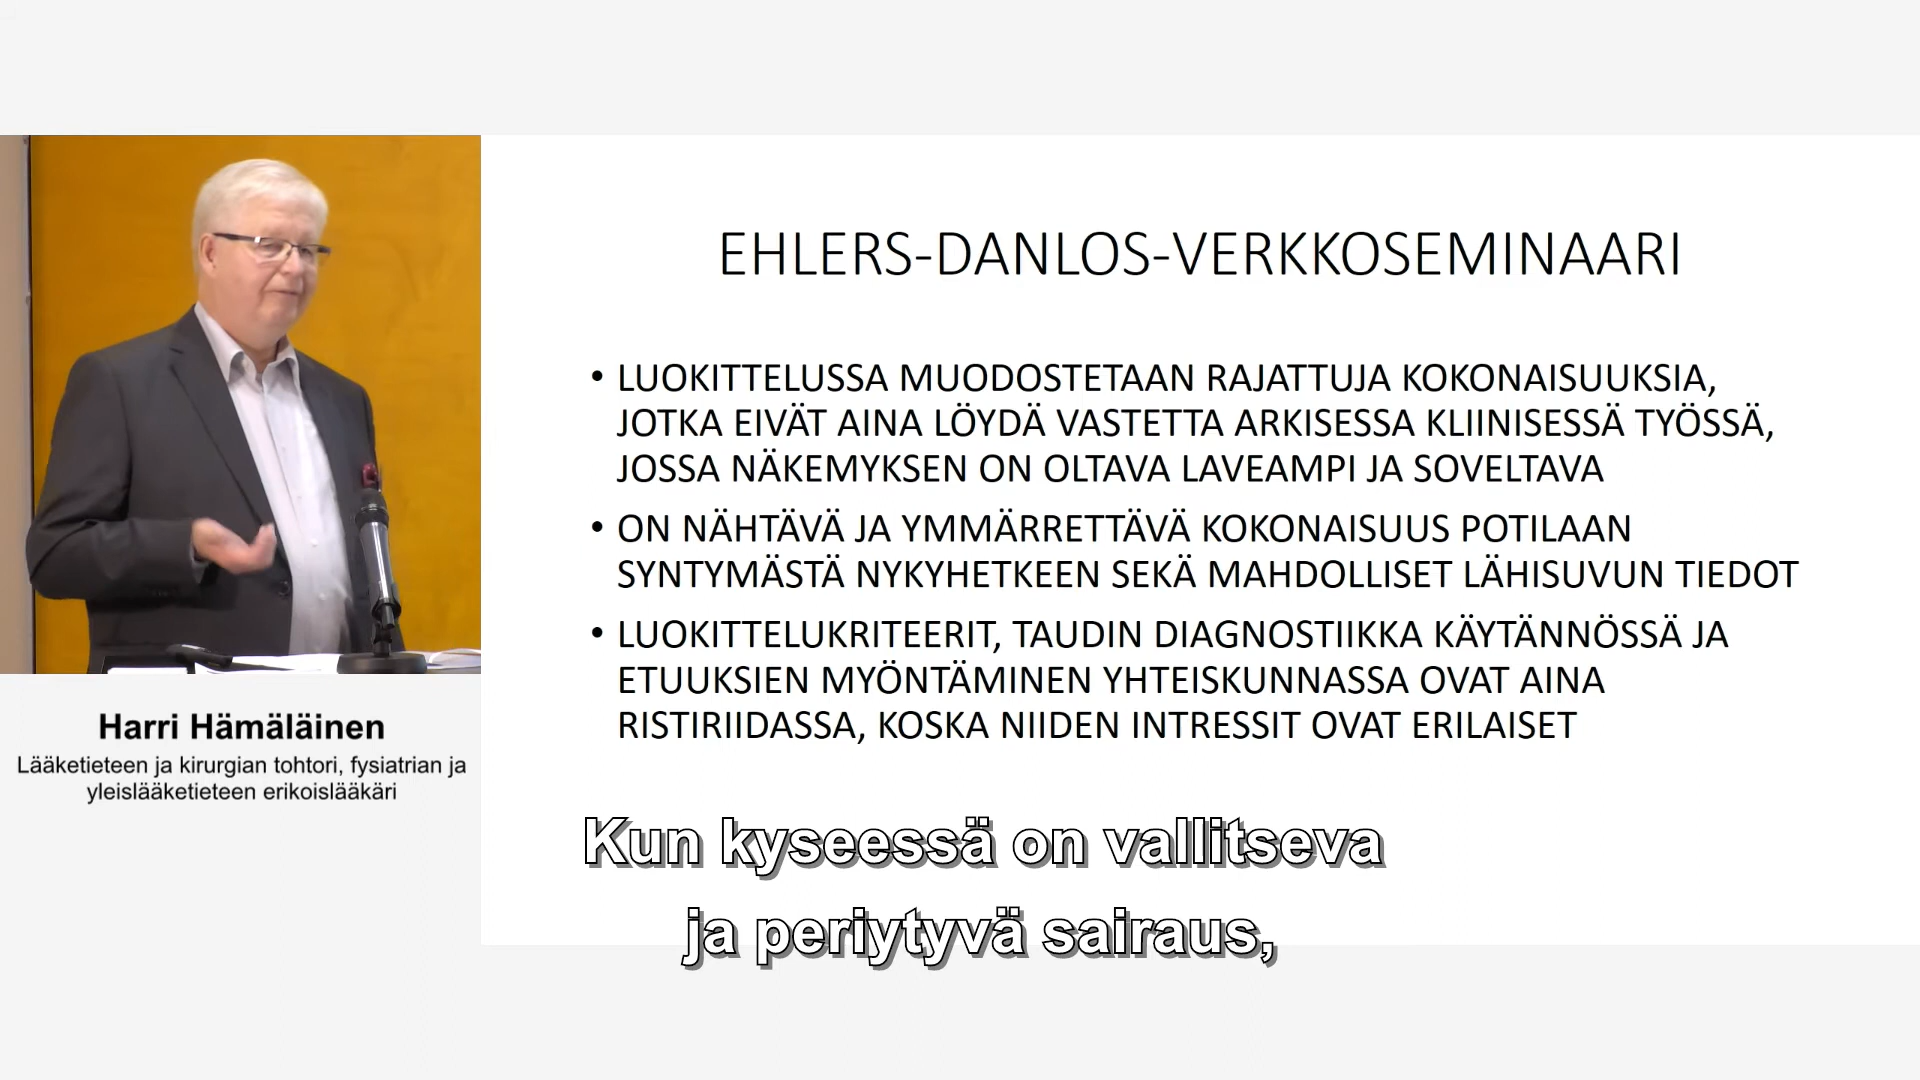 EHLERS-DANLOS-VERKKOSEMINAARI
• LUOKITTELUSSA MUODOSTETAAN RAJATTUJA KOKONAISUUKSIA,
JOTKA EIVÄT AINA LÖYDÄ VASTETTA ARKISESSA KLIINISESSÄ TYÖSSÄ,
JOSSA NÄKEMYKSEN ON OLTAVA LAVEAMPI JA SOVELTAVA
• ON NÄHTÄVÄ JA YMMÄRRETTÄVÄ KOKONAISUUS POTILAAN
SYNTYMÄSTÄ NYKYHETKEEN SEKÄ MAHDOLLISET LÄHISUVUN TIEDOT
• LUOKITTELUKRITEERIT, TAUDIN DIAGNOSTIIKKA KÄYTÄNNÖSSÄ JA
ETUUKSIEN MYÖNTÄMINEN YHTEISKUNNASSA OVAT AINA
RISTIRIIDASSA, KOSKA NIIDEN INTRESSIT OVAT ERILAISET
Harri Hämäläinen
Lääketieteen ja kirurgian tohtori, fysiatrian ja
yleislääketieteen erikoislääkäri
Kun kyseessä on vallitseva
ja periytyvä sairaus,